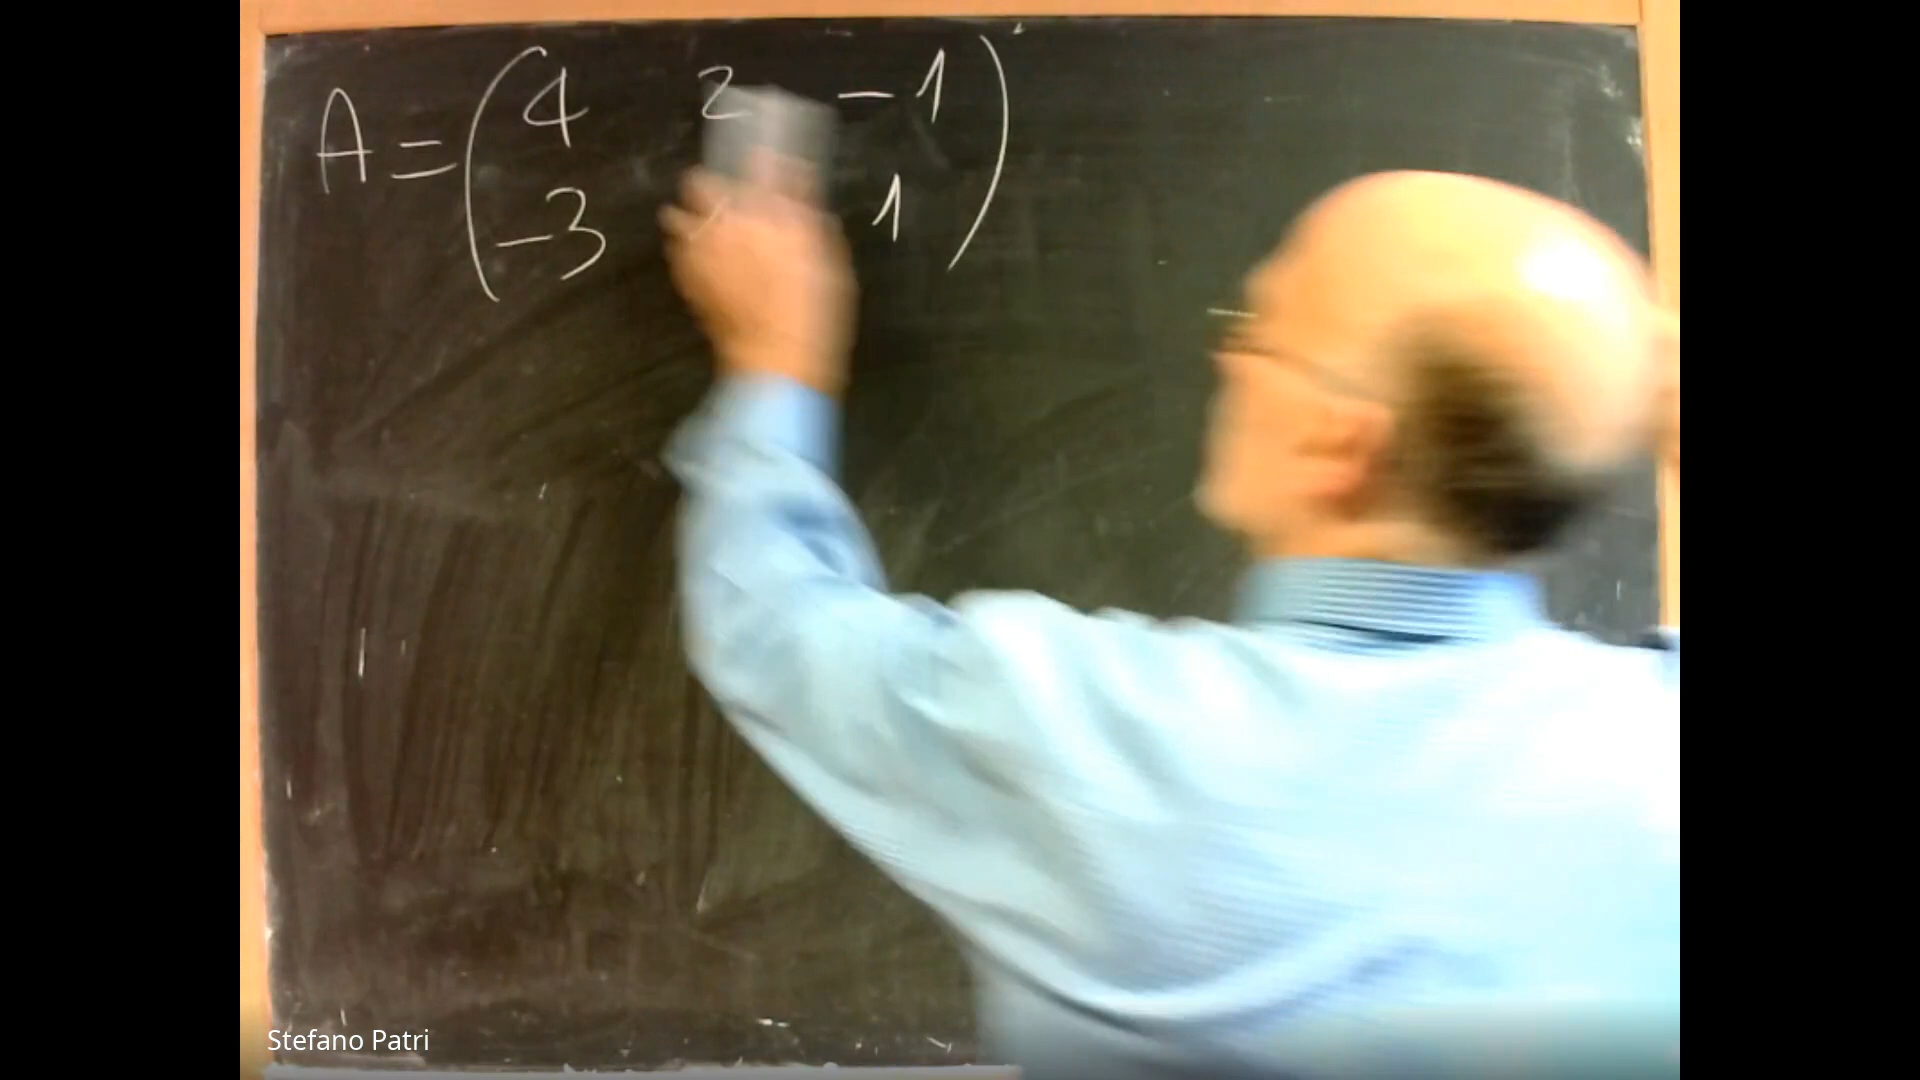 A = ( 4 2 -1 )
( -3 1 )
Stefano Patri